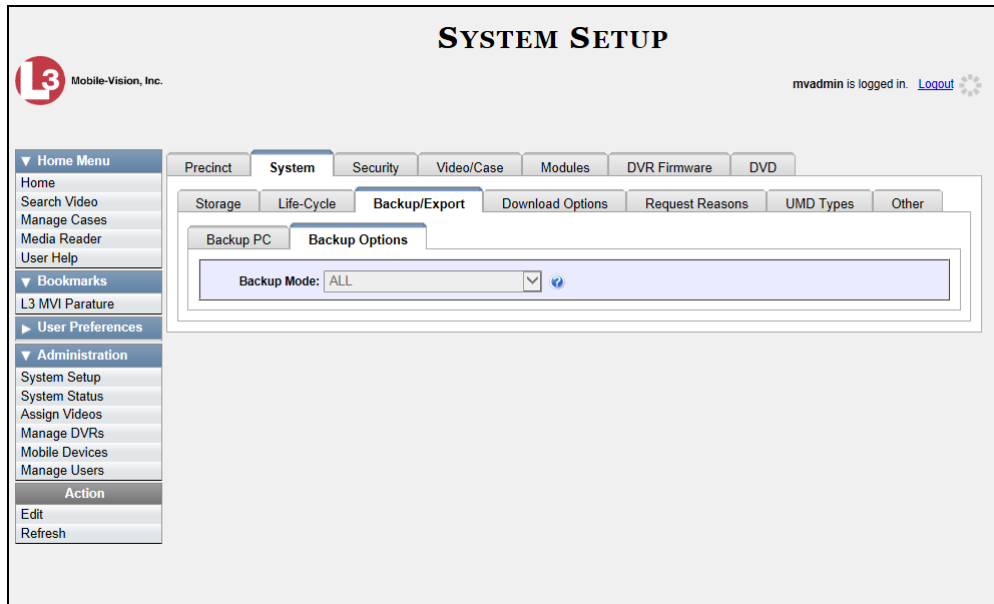 SYSTEM SETUP
L3 Mobile-Vision, Inc.
mvadmin is logged in. Logout
Home Menu
Home
Search Video
Manage Cases
Media Reader
User Help
Bookmarks
L3 MVI Parature
User Preferences
Administration
System Setup
System Status
Assign Videos
Manage DVRs
Mobile Devices
Manage Users
Action
Edit
Refresh
Precinct System Security Video/Case Modules DVR Firmware DVD
Storage Life-Cycle Backup/Export Download Options Request Reasons UMD Types Other
Backup PC Backup Options
Backup Mode: ALL ?